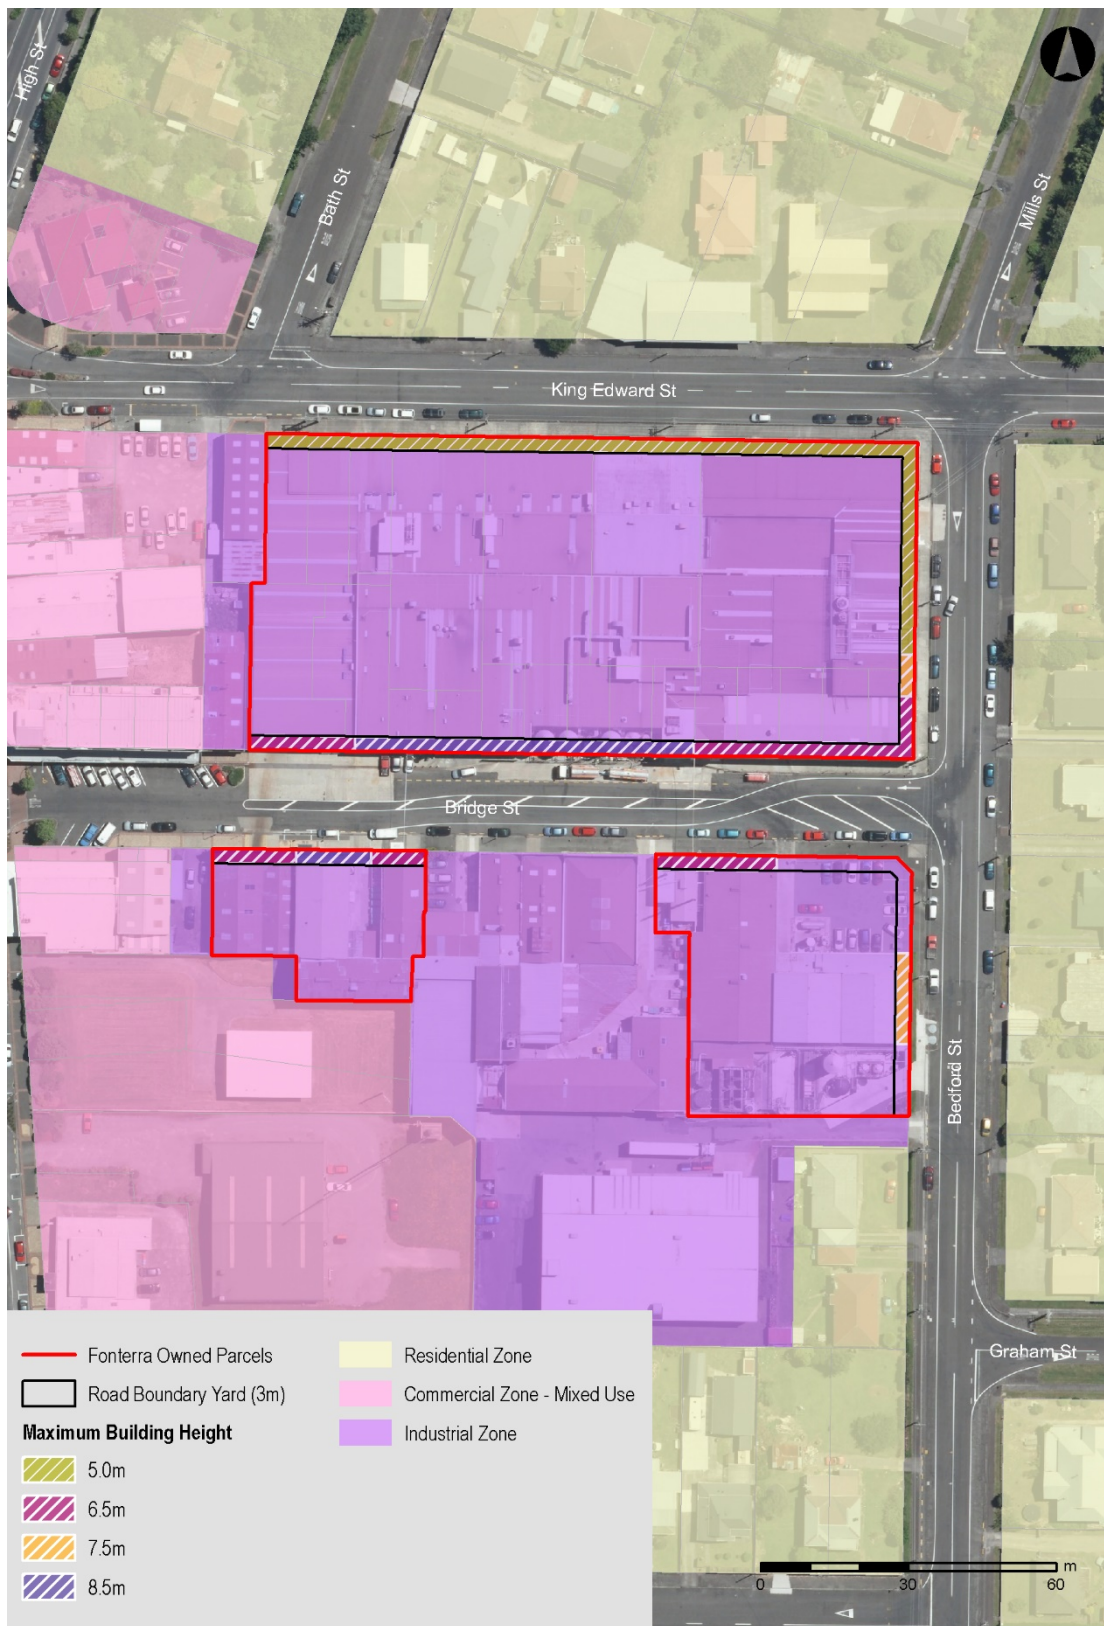 High St
Bath St
Mills St
King Edward St
Bridge St
Bedford St
Graham St
Fonterra Owned Parcels
Road Boundary Yard (3m)
Maximum Building Height
5.0m
6.5m
7.5m
8.5m
Residential Zone
Commercial Zone - Mixed Use
Industrial Zone
m
0 30 60